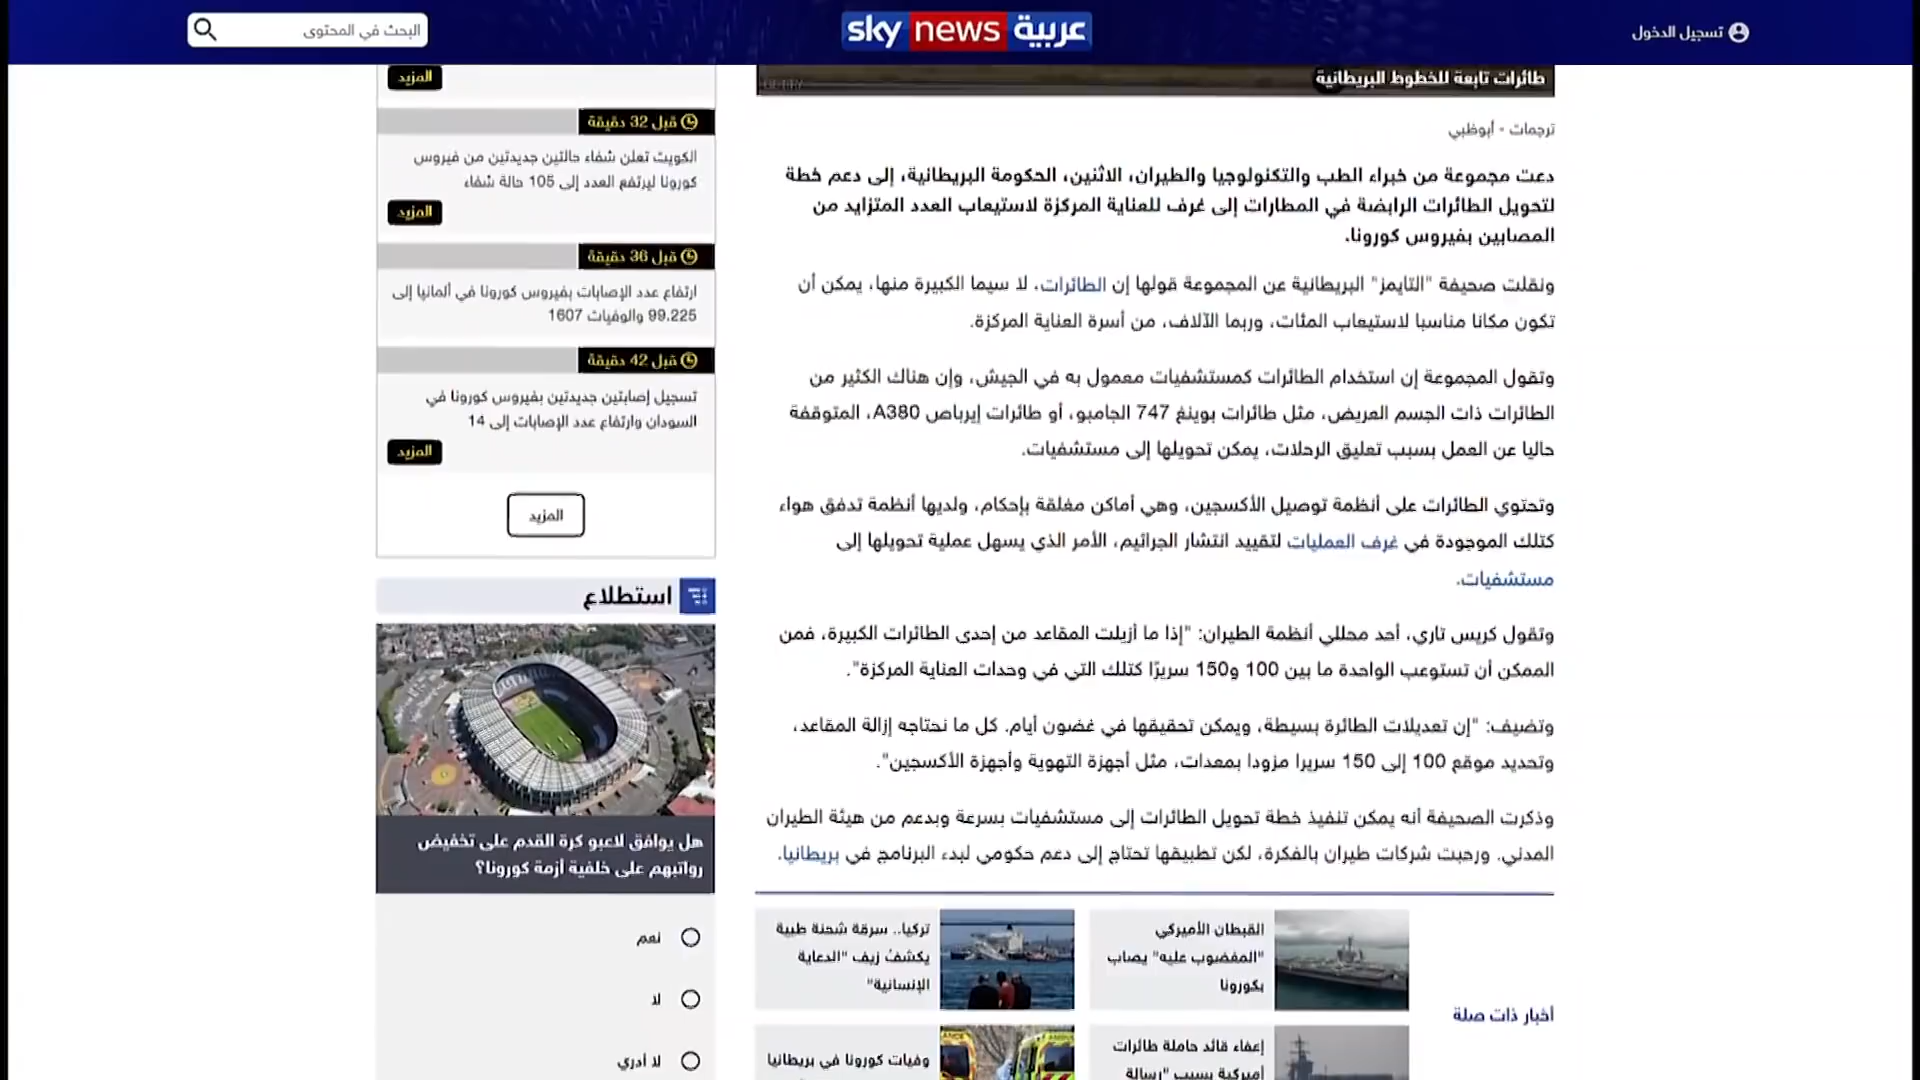 تسجيل الدخول
sky news عربية
البحث في المحتوى
طائرات تابعة للخطوط البريطانية
ترجمات - أبوظبي
دعت مجموعة من خبراء الطب والتكنولوجيا والطيران، الاثنين، الحكومة البريطانية، إلى دعم خطة
لتحويل الطائرات الرابضة في المطارات إلى غرف للعناية المركزة لاستيعاب العدد المتزايد من
المصابين بفيروس كورونا.
ونقلت صحيفة "التايمز" البريطانية عن المجموعة قولها إن الطائرات، لا سيما الكبيرة منها، يمكن أن
تكون مكانا مناسبا لاستيعاب المئات، وربما الآلاف، من أسرة العناية المركزة.
وتقول المجموعة إن استخدام الطائرات كمستشفيات معمول به في الجيش، وإن هناك الكثير من
الطائرات ذات الجسم العريض، مثل طائرات بوينغ 747 الجامبو، أو طائرات إيرباص A380، المتوقفة
حاليا عن العمل بسبب تعليق الرحلات، يمكن تحويلها إلى مستشفيات.
وتحتوي الطائرات على أنظمة توصيل الأكسجين، وهي أماكن مغلقة بإحكام، ولديها أنظمة تدفق هواء
كتلك الموجودة في غرف العمليات لتقييد انتشار الجراثيم، الأمر الذي يسهل عملية تحويلها إلى
مستشفيات.
وتقول كريس تاري، أحد محللي أنظمة الطيران: "إذا ما أزيلت المقاعد من إحدى الطائرات الكبيرة، فمن
الممكن أن تستوعب الواحدة ما بين 100 و150 سريرًا كتلك التي في وحدات العناية المركزة".
وتضيف: "إن تعديلات الطائرة بسيطة، ويمكن تحقيقها في غضون أيام. كل ما نحتاجه إزالة المقاعد،
وتحديد موقع 100 إلى 150 سريرا مزودا بمعدات، مثل أجهزة التهوية وأجهزة الأكسجين".
وذكرت الصحيفة أنه يمكن تنفيذ خطة تحويل الطائرات إلى مستشفيات بسرعة وبدعم من هيئة الطيران
المدني. ورحبت شركات طيران بالفكرة، لكن تطبيقها تحتاج إلى دعم حكومي لبدء البرنامج في بريطانيا.
أخبار ذات صلة
القبطان الأميركي
"المغضوب عليه" يصاب
بكورونا
تركيا.. سرقة شحنة طبية
يكشف زيف "الدعاية
الإنسانية"
إعفاء قائد حاملة طائرات
أميركية بسبب "رسالة
وفيات كورونا في بريطانيا
المزيد
قبل 32 دقيقة
الكويت تعلن شفاء حالتين جديدتين من فيروس
كورونا ليرتفع العدد إلى 105 حالة شفاء
المزيد
قبل 36 دقيقة
ارتفاع عدد الإصابات بفيروس كورونا في ألمانيا إلى
99.225 والوفيات 1607
قبل 42 دقيقة
تسجيل إصابتين جديدتين بفيروس كورونا في
السودان وارتفاع عدد الإصابات إلى 14
المزيد
المزيد
استطلاع
هل يوافق لاعبو كرة القدم على تخفيض
رواتبهم على خلفية أزمة كورونا؟
نعم
لا
لا أدري